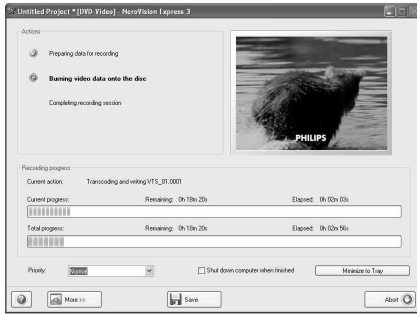 Untitled Project * [DVD-Video] - NeroVision Express 3
Actions
Preparing data for recording
Burning video data onto the disc
Completing recording session
PHILIPS
Recording progress
Current action: Transcoding and writing VTS_01.0001
Current progress: Remaining: 0h 18m 20s Elapsed: 0h 02m 03s
Total progress: Remaining: 0h 18m 20s Elapsed: 0h 02m 56s
Priority: Normal Shut down computer when finished Minimize to Tray
More >> Save Abort